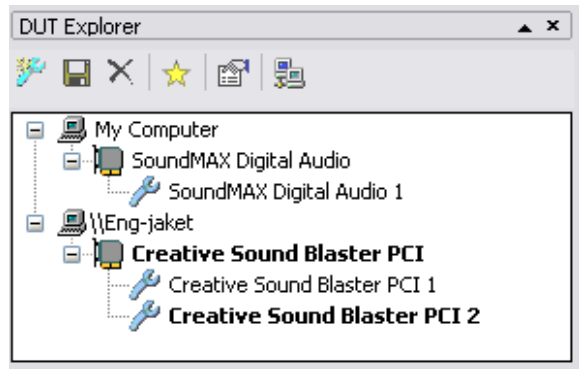 DUT Explorer
My Computer
SoundMAX Digital Audio
SoundMAX Digital Audio 1
\\Eng-jaket
Creative Sound Blaster PCI
Creative Sound Blaster PCI 1
Creative Sound Blaster PCI 2